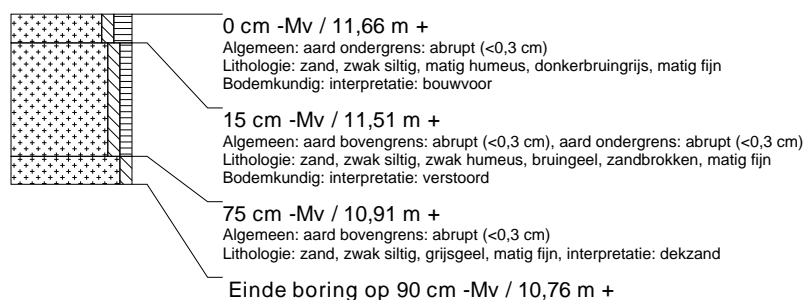 0 cm -Mv / 11,66 m +
Algemeen: aard ondergrens: abrupt (<0,3 cm)
Lithologie: zand, zwak siltig, matig humeus, donkerbruingrijs, matig fijn
Bodemkundig: interpretatie: bouwvoor
15 cm -Mv / 11,51 m +
Algemeen: aard bovengrens: abrupt (<0,3 cm), aard ondergrens: abrupt (<0,3 cm)
Lithologie: zand, zwak siltig, zwak humeus, bruingeel, zandbrokken, matig fijn
Bodemkundig: interpretatie: verstoord
75 cm -Mv / 10,91 m +
Algemeen: aard bovengrens: abrupt (<0,3 cm)
Lithologie: zand, zwak siltig, grijsgeel, matig fijn, interpretatie: dekzand
Einde boring op 90 cm -Mv / 10,76 m +